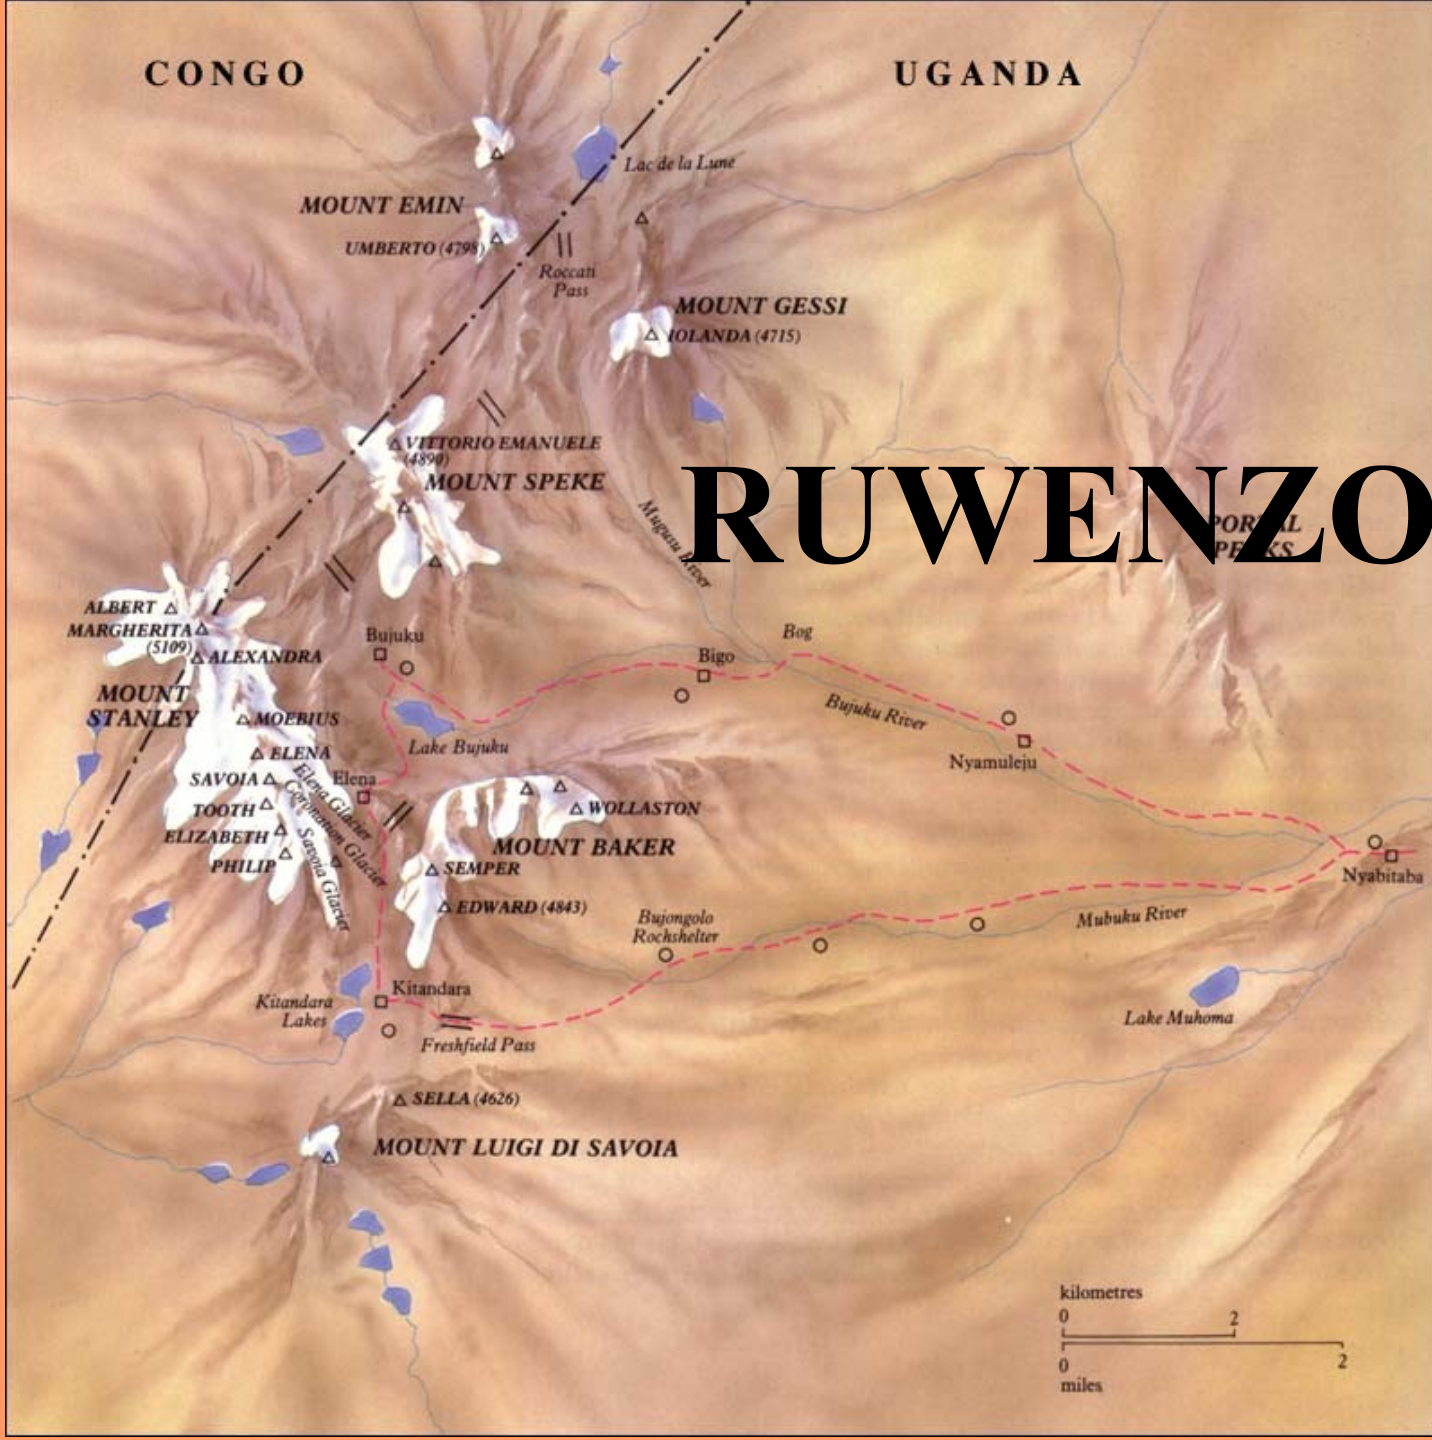 CONGO
UGANDA
Lac de la Lune
MOUNT EMIN
UMBERTO (4798)
Roccati
Pass
MOUNT GESSI
IOLANDA (4715)
VITTORIO EMANUELE
(4890)
MOUNT SPEKE
RUWENZO
Mugusu River
PORTAL
PEAKS
ALBERT
MARGHERITA
(5109)
ALEXANDRA
MOUNT
STANLEY
MOEBIUS
ELENA
SAVOIA
TOOTH
ELIZABETH
PHILIP
Elena Glacier
Coronation Glacier
Savoia Glacier
Elena
Bujuku
Lake Bujuku
Bigo
Bog
Bujuku River
Nyamuleju
WOLLASTON
MOUNT BAKER
SEMPER
EDWARD (4843)
Nyabitaba
Bujongolo
Rochshelter
Mubuku River
Kitandara
Kitandara
Lakes
Freshfield Pass
Lake Muhoma
SELLA (4626)
MOUNT LUIGI DI SAVOIA
kilometres
0 2
0 2
miles